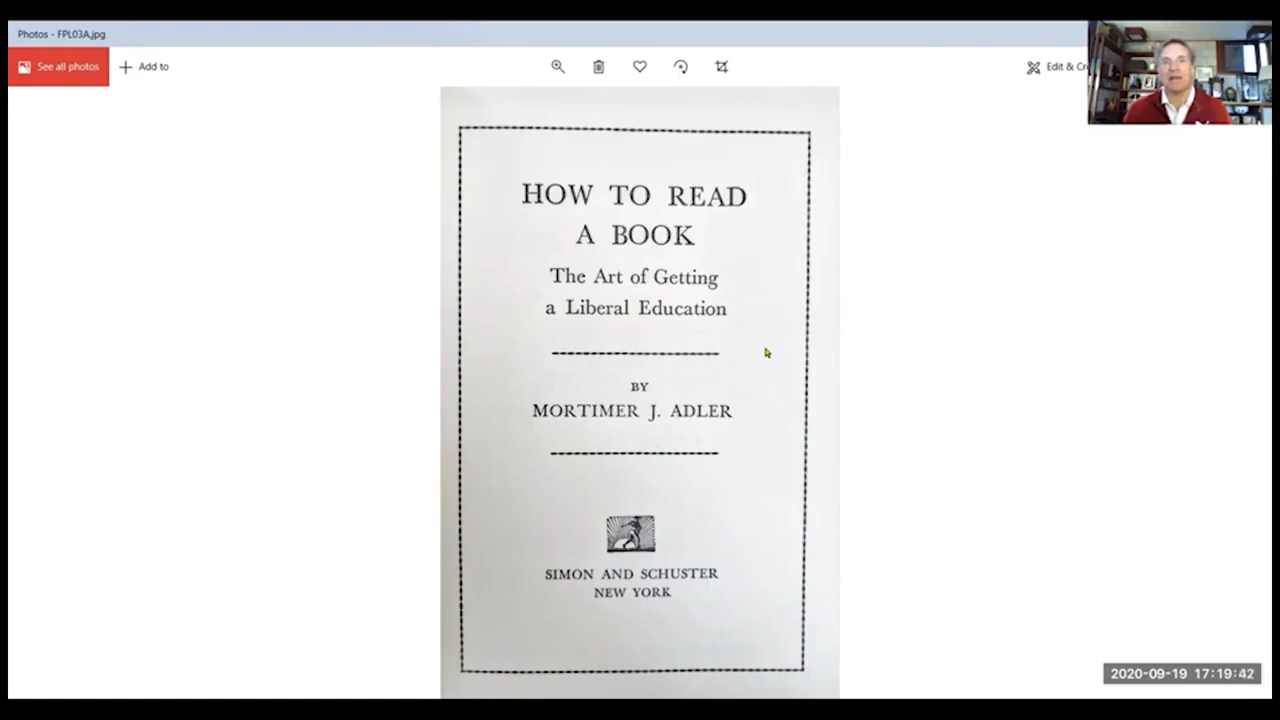 Photos - FPL03A.jpg
See all photos
Add to
Edit & Cr
HOW TO READ
A BOOK
The Art of Getting
a Liberal Education
BY
MORTIMER J. ADLER
SIMON AND SCHUSTER
NEW YORK
2020-09-19 17:19:42